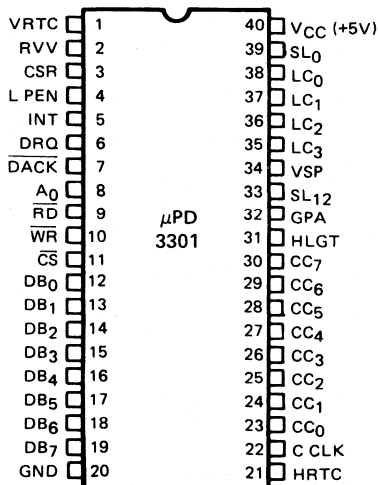 VRTC 1 40 VCC (+5V)
RVV 2 39 SL0
CSR 3 38 LC0
L PEN 4 37 LC1
INT 5 36 LC2
DRQ 6 35 LC3
DACK 7 34 VSP
A0 8 33 SL12
RD 9 32 GPA
WR 10 31 HLGT
CS 11 30 CC7
DB0 12 29 CC6
DB1 13 28 CC5
DB2 14 27 CC4
DB3 15 26 CC3
DB4 16 25 CC2
DB5 17 24 CC1
DB6 18 23 CC0
DB7 19 22 C CLK
GND 20 21 HRTC
μPD
3301